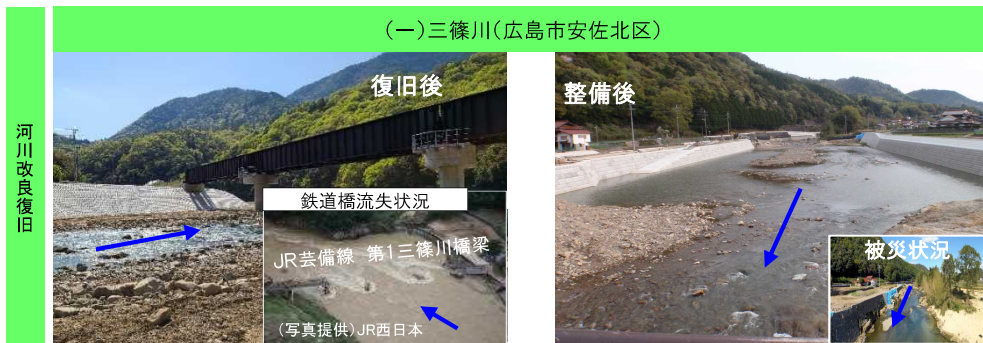 (一)三篠川(広島市安佐北区)
河川改良復旧
復旧後
鉄道橋流失状況
JR芸備線 第1三篠川橋梁
(写真提供)JR西日本
整備後
被災状況